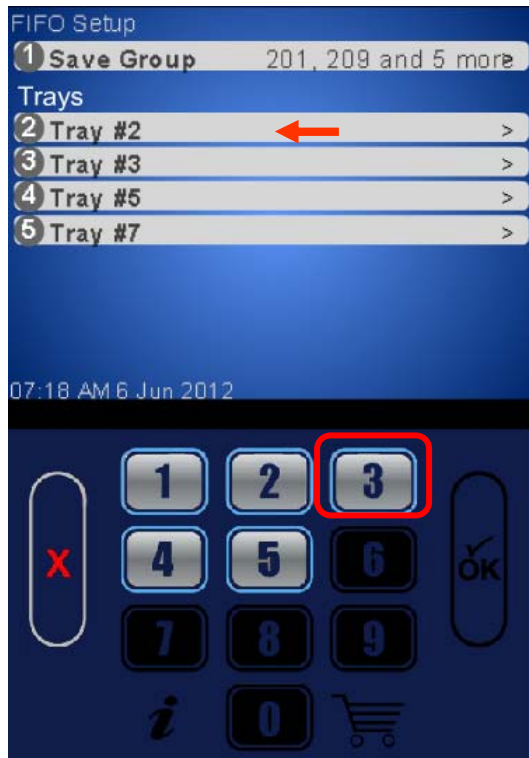 FIFO Setup
1 Save Group 201, 209 and 5 more>
Trays
2 Tray #2 >
3 Tray #3 >
4 Tray #5 >
5 Tray #7 >
07:18 AM 6 Jun 2012
1 2 3
X 4 5 6 OK
7 8 9
i 0